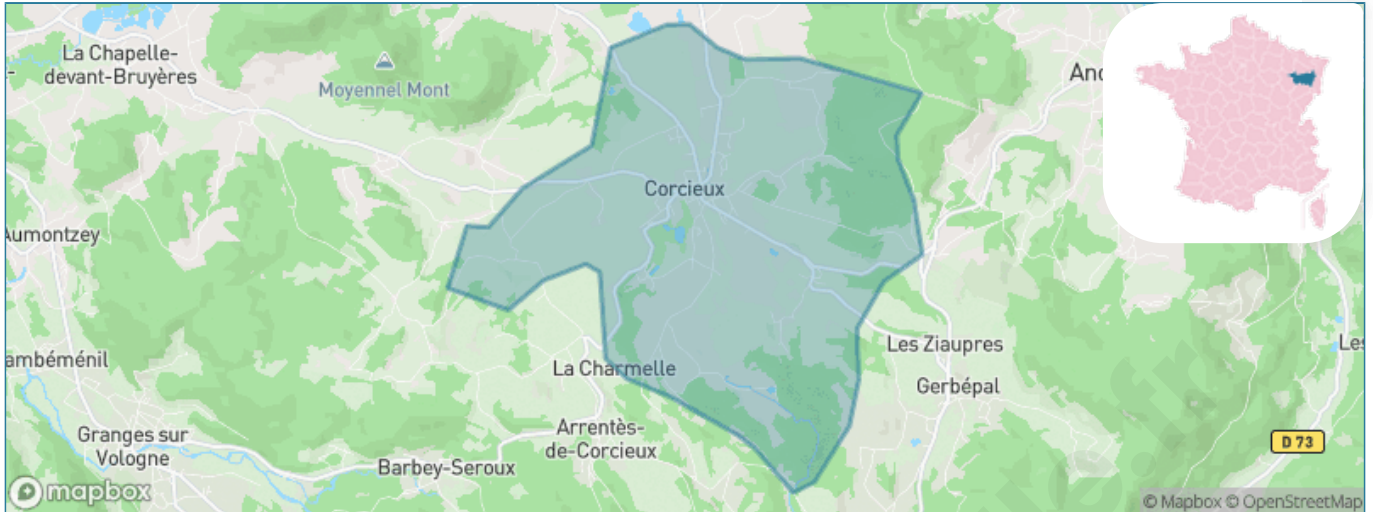 La Chapelle-
devant-Bruyères
Moyennel Mont
Corcieux
Aumontzey
La Charmelle
Les Ziaupres
Gerbépal
Granges sur
Vologne
Arrentès-
de-Corcieux
Barbey-Seroux
D 73
mapbox
© Mapbox © OpenStreetMap